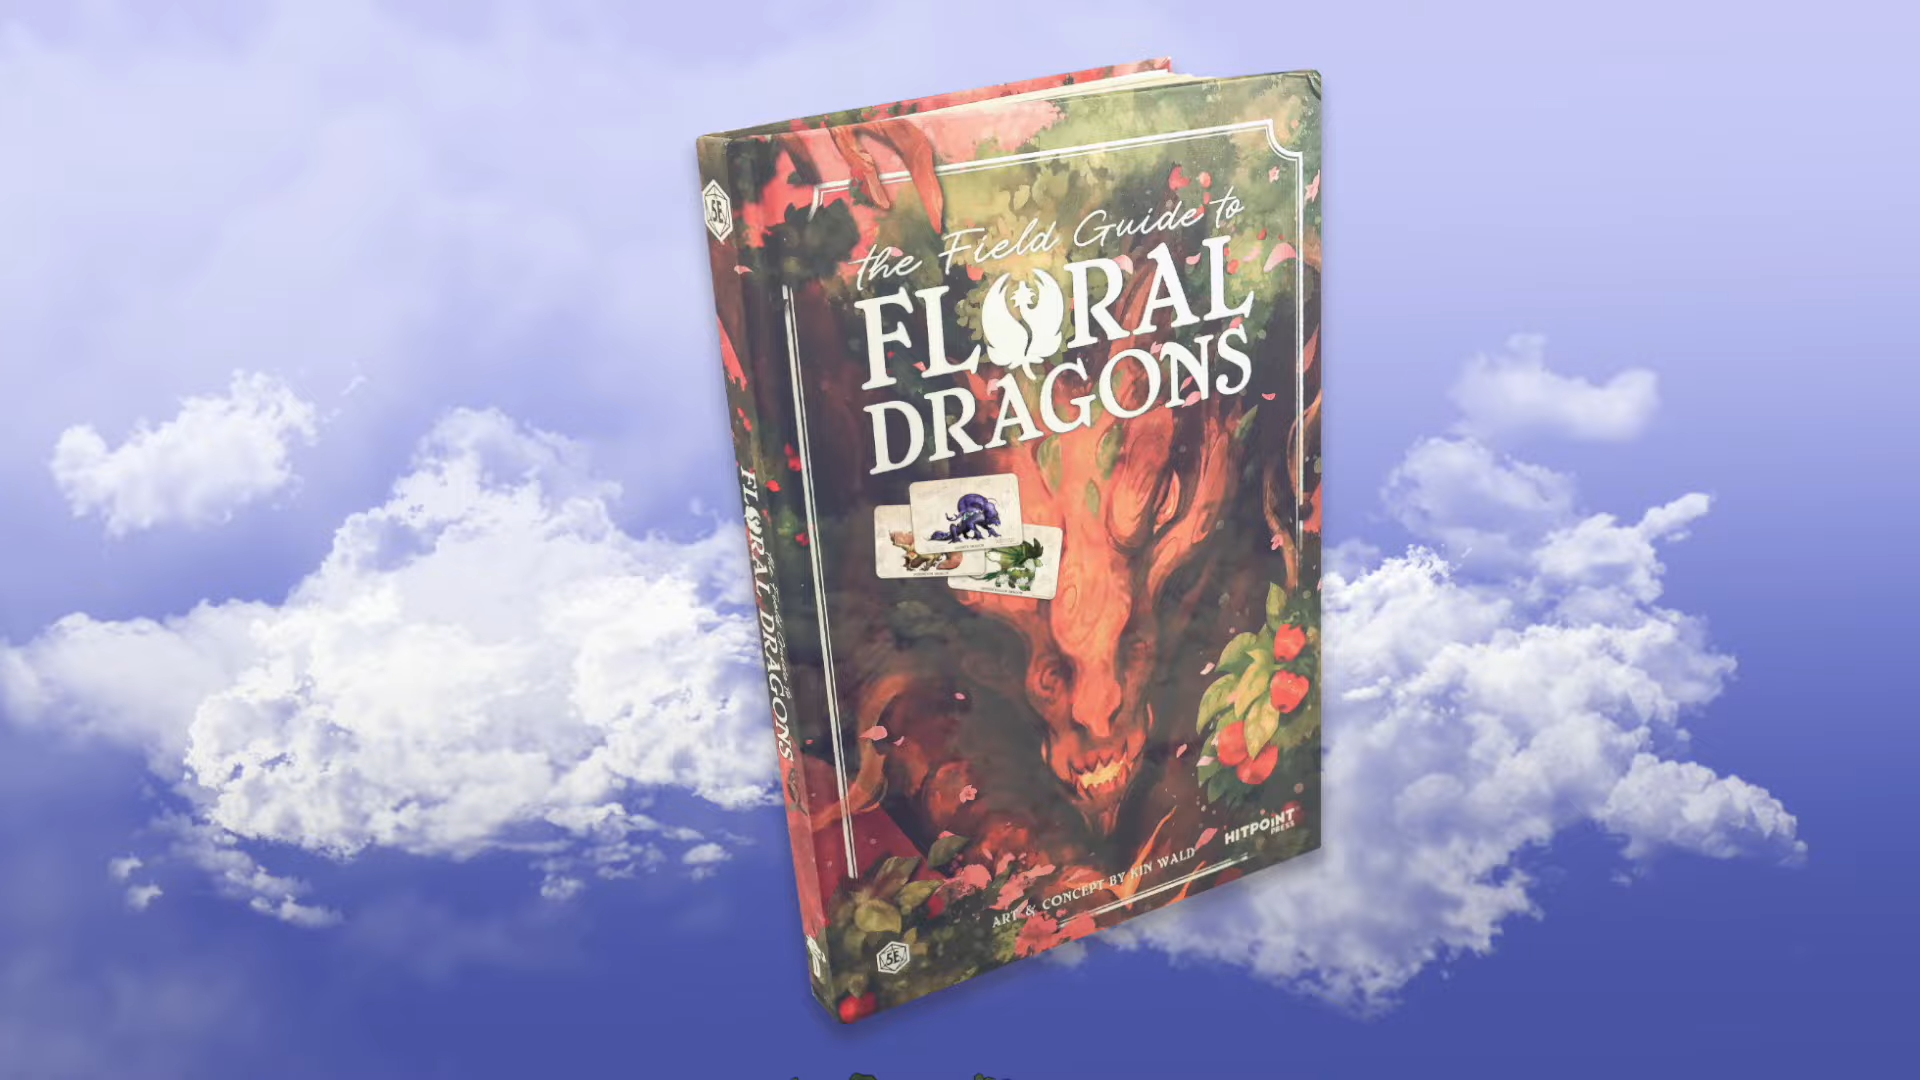 5E
the Field Guide to
FLORAL
DRAGONS
the Field Guide to
FLORAL DRAGONS
HITPOINT
PRESS
ART & CONCEPT BY KIN WALD
5E